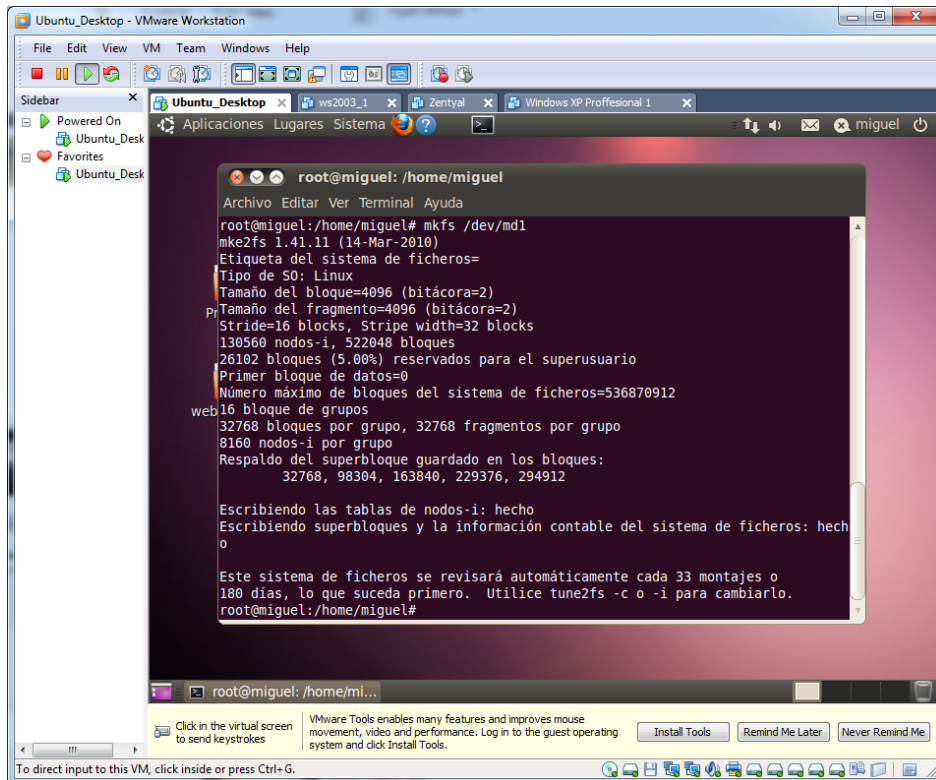 Ubuntu_Desktop - VMware Workstation
File Edit View VM Team Windows Help
Sidebar
Powered On
Ubuntu_Desk
Favorites
Ubuntu_Desk
Ubuntu_Desktop ws2003_1 Zentyal Windows XP Proffesional 1
Aplicaciones Lugares Sistema miguel
root@miguel: /home/miguel
Archivo Editar Ver Terminal Ayuda
root@miguel:/home/miguel# mkfs /dev/md1
mke2fs 1.41.11 (14-Mar-2010)
Etiqueta del sistema de ficheros=
Tipo de SO: Linux
Tamaño del bloque=4096 (bitácora=2)
Tamaño del fragmento=4096 (bitácora=2)
Stride=16 blocks, Stripe width=32 blocks
130560 nodos-i, 522048 bloques
26102 bloques (5.00%) reservados para el superusuario
Primer bloque de datos=0
Número máximo de bloques del sistema de ficheros=536870912
16 bloque de grupos
32768 bloques por grupo, 32768 fragmentos por grupo
8160 nodos-i por grupo
Respaldo del superbloque guardado en los bloques:
32768, 98304, 163840, 229376, 294912
Escribiendo las tablas de nodos-i: hecho
Escribiendo superbloques y la información contable del sistema de ficheros: hech
o
Este sistema de ficheros se revisará automáticamente cada 33 montajes o
180 días, lo que suceda primero.  Utilice tune2fs -c o -i para cambiarlo.
root@miguel:/home/miguel#
Pr
web
root@miguel: /home/mi...
Click in the virtual screen
to send keystrokes
VMware Tools enables many features and improves mouse
movement, video and performance. Log in to the guest operating
system and click Install Tools.
Install Tools Remind Me Later Never Remind Me
To direct input to this VM, click inside or press Ctrl+G.